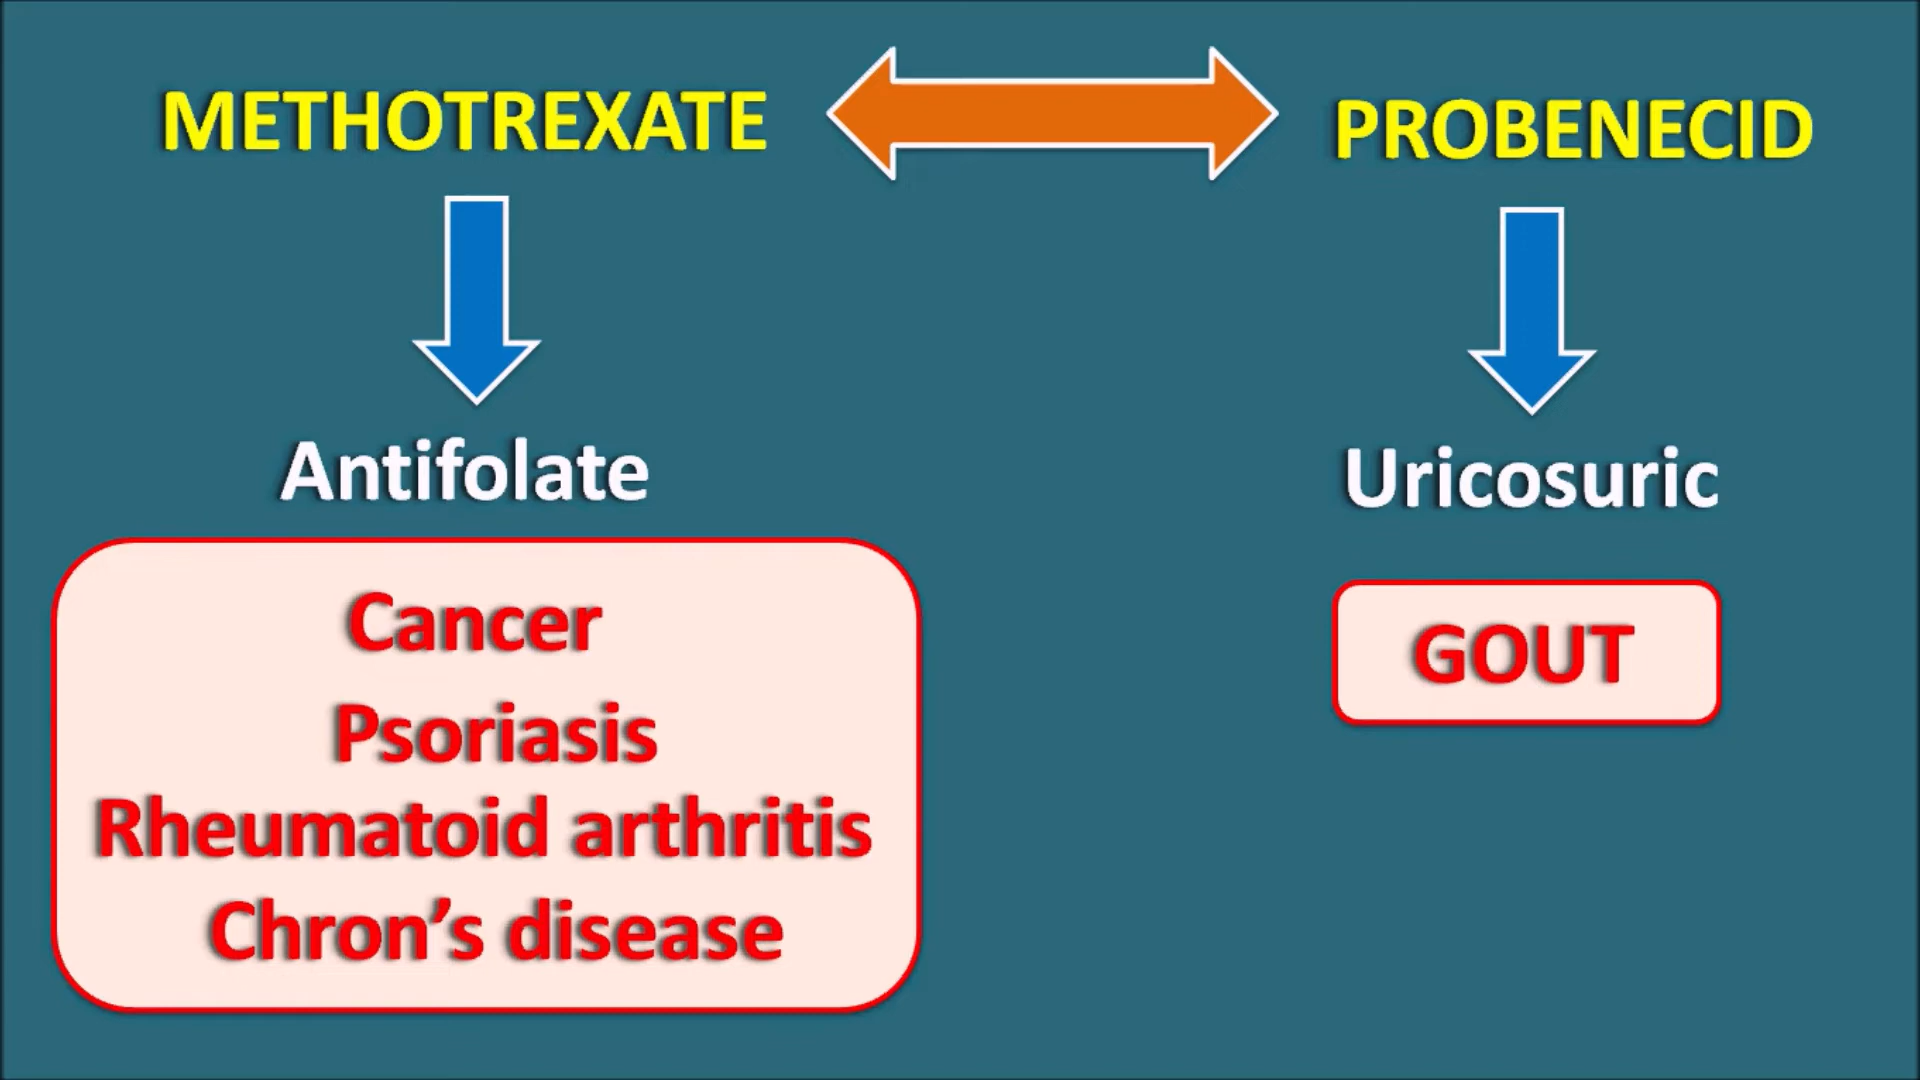 METHOTREXATE
PROBENECID
Antifolate
Uricosuric
Cancer
Psoriasis
Rheumatoid arthritis
Chron’s disease
GOUT